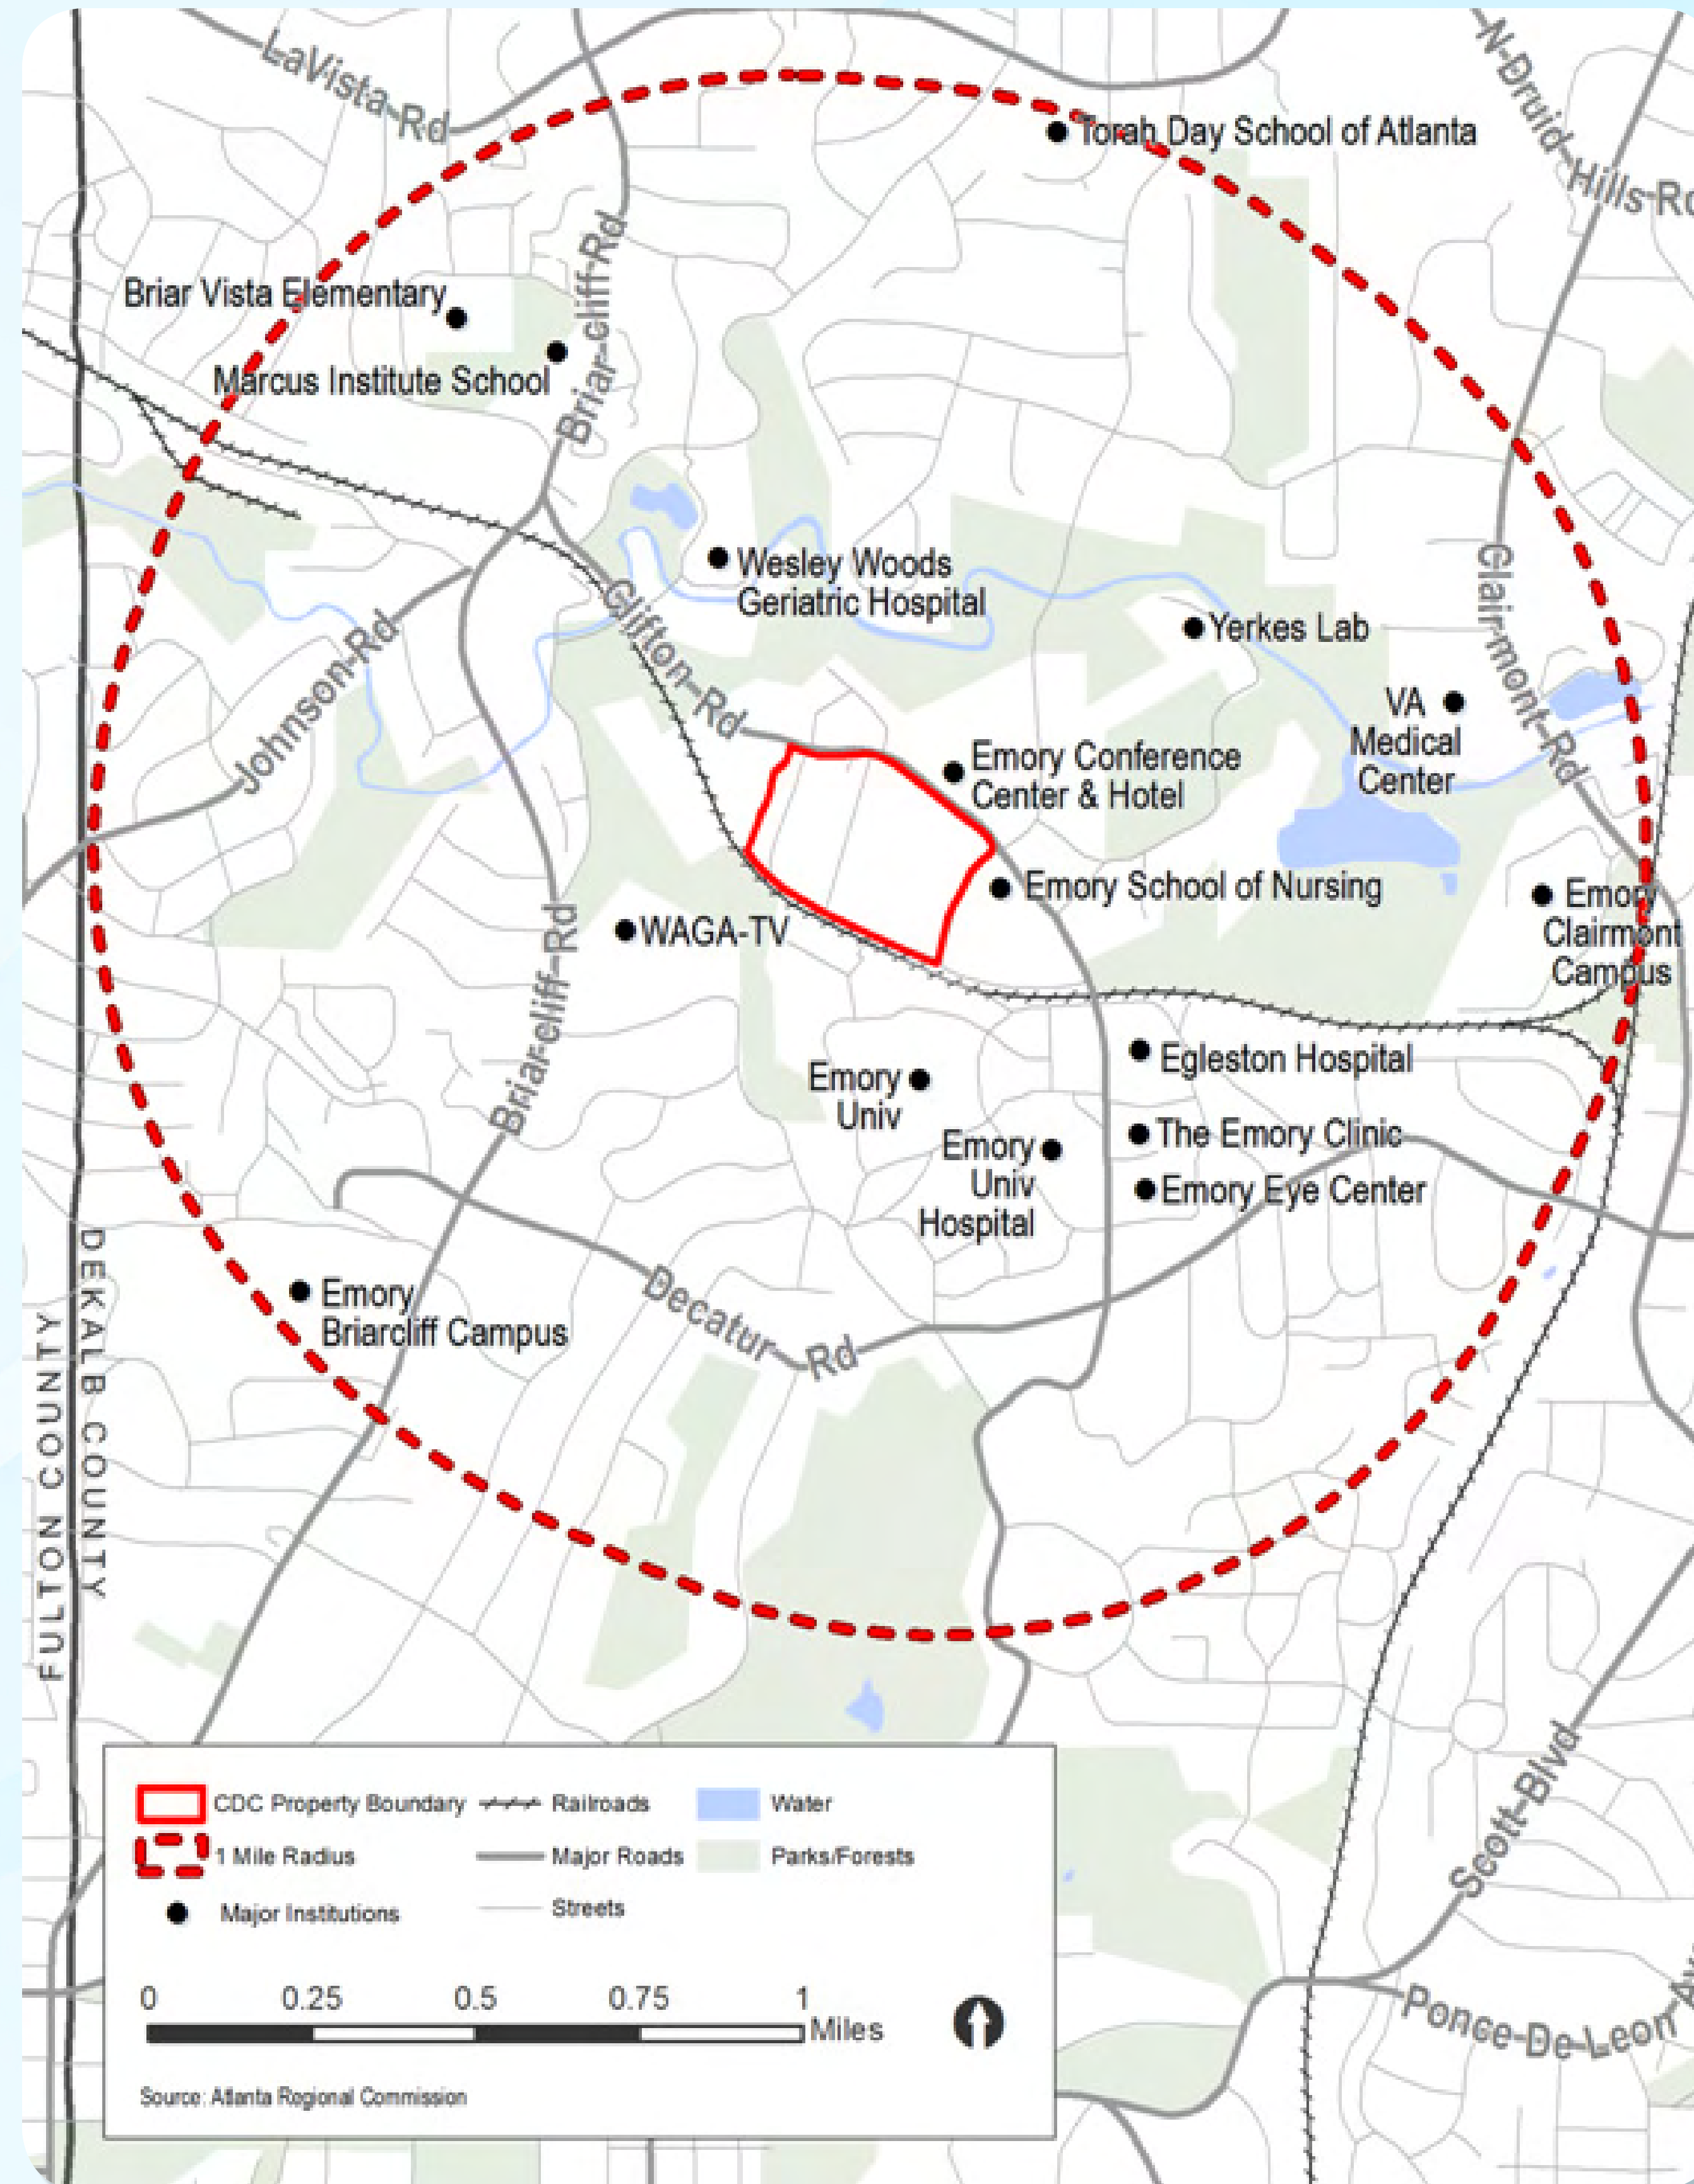 LaVista Rd
N Druid Hills Rd
Torah Day School of Atlanta
Briarcliff Rd
Briar Vista Elementary
Marcus Institute School
Wesley Woods
Geriatric Hospital
Clifton Rd
Yerkes Lab
Clairmont Rd
Johnson Rd
VA
Medical
Center
Emory Conference
Center & Hotel
Emory School of Nursing
Emory
Clairmont
Campus
WAGA-TV
Briarcliff Rd
Egleston Hospital
Emory
Univ
The Emory Clinic
Emory
Univ
Hospital
Emory Eye Center
Emory
Briarcliff Campus
Decatur Rd
FULTON COUNTY
DEKALB COUNTY
Scott Blvd
Ponce De Leon Av
CDC Property Boundary
Railroads
Water
1 Mile Radius
Major Roads
Parks/Forests
Major Institutions
Streets
0 0.25 0.5 0.75 1
Miles
Source: Atlanta Regional Commission